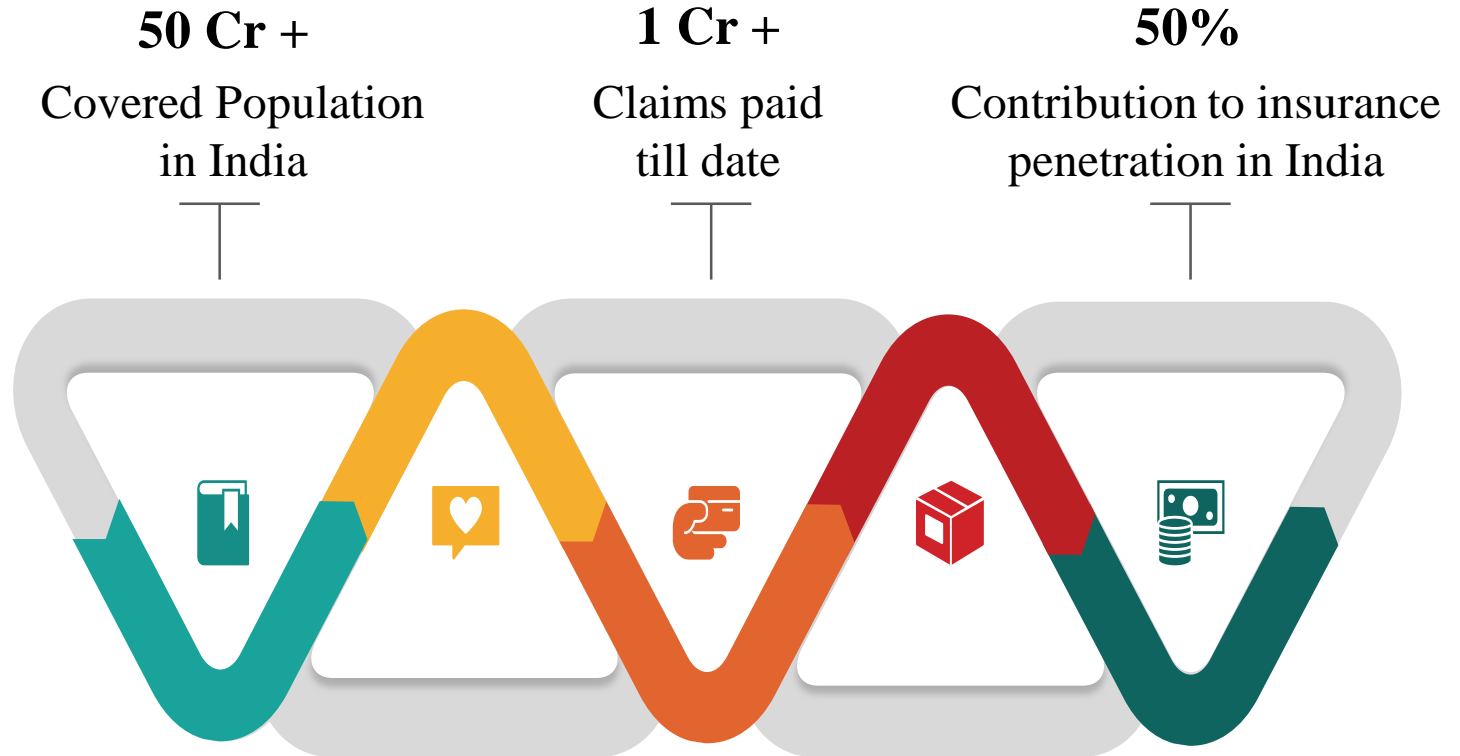 50 Cr +
Covered Population
in India
1 Cr +
Claims paid
till date
50%
Contribution to insurance
penetration in India